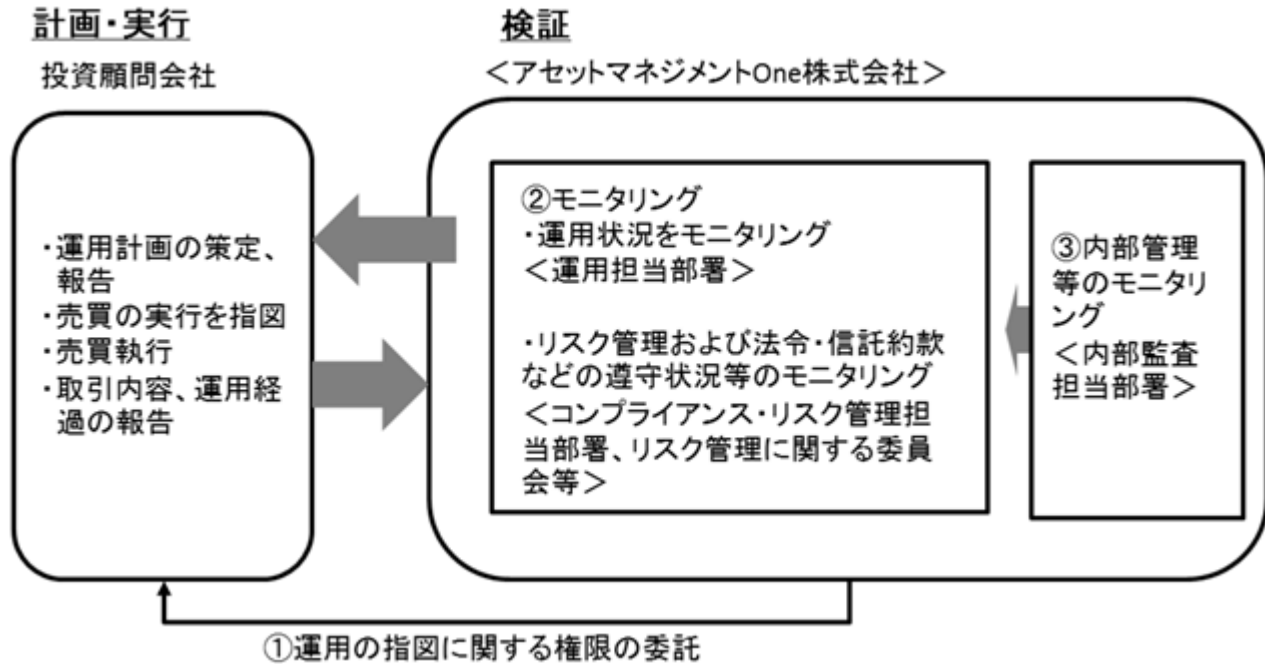 計画・実行
投資顧問会社
・運用計画の策定、
報告
・売買の実行を指図
・売買執行
・取引内容、運用経
過の報告
検証
＜アセットマネジメントOne株式会社＞
②モニタリング
・運用状況をモニタリング
＜運用担当部署＞
・リスク管理および法令・信託約款
などの遵守状況等のモニタリング
＜コンプライアンス・リスク管理担
当部署、リスク管理に関する委員
会等＞
③内部管理
等のモニタリ
ング
＜内部監査
担当部署＞
①運用の指図に関する権限の委託